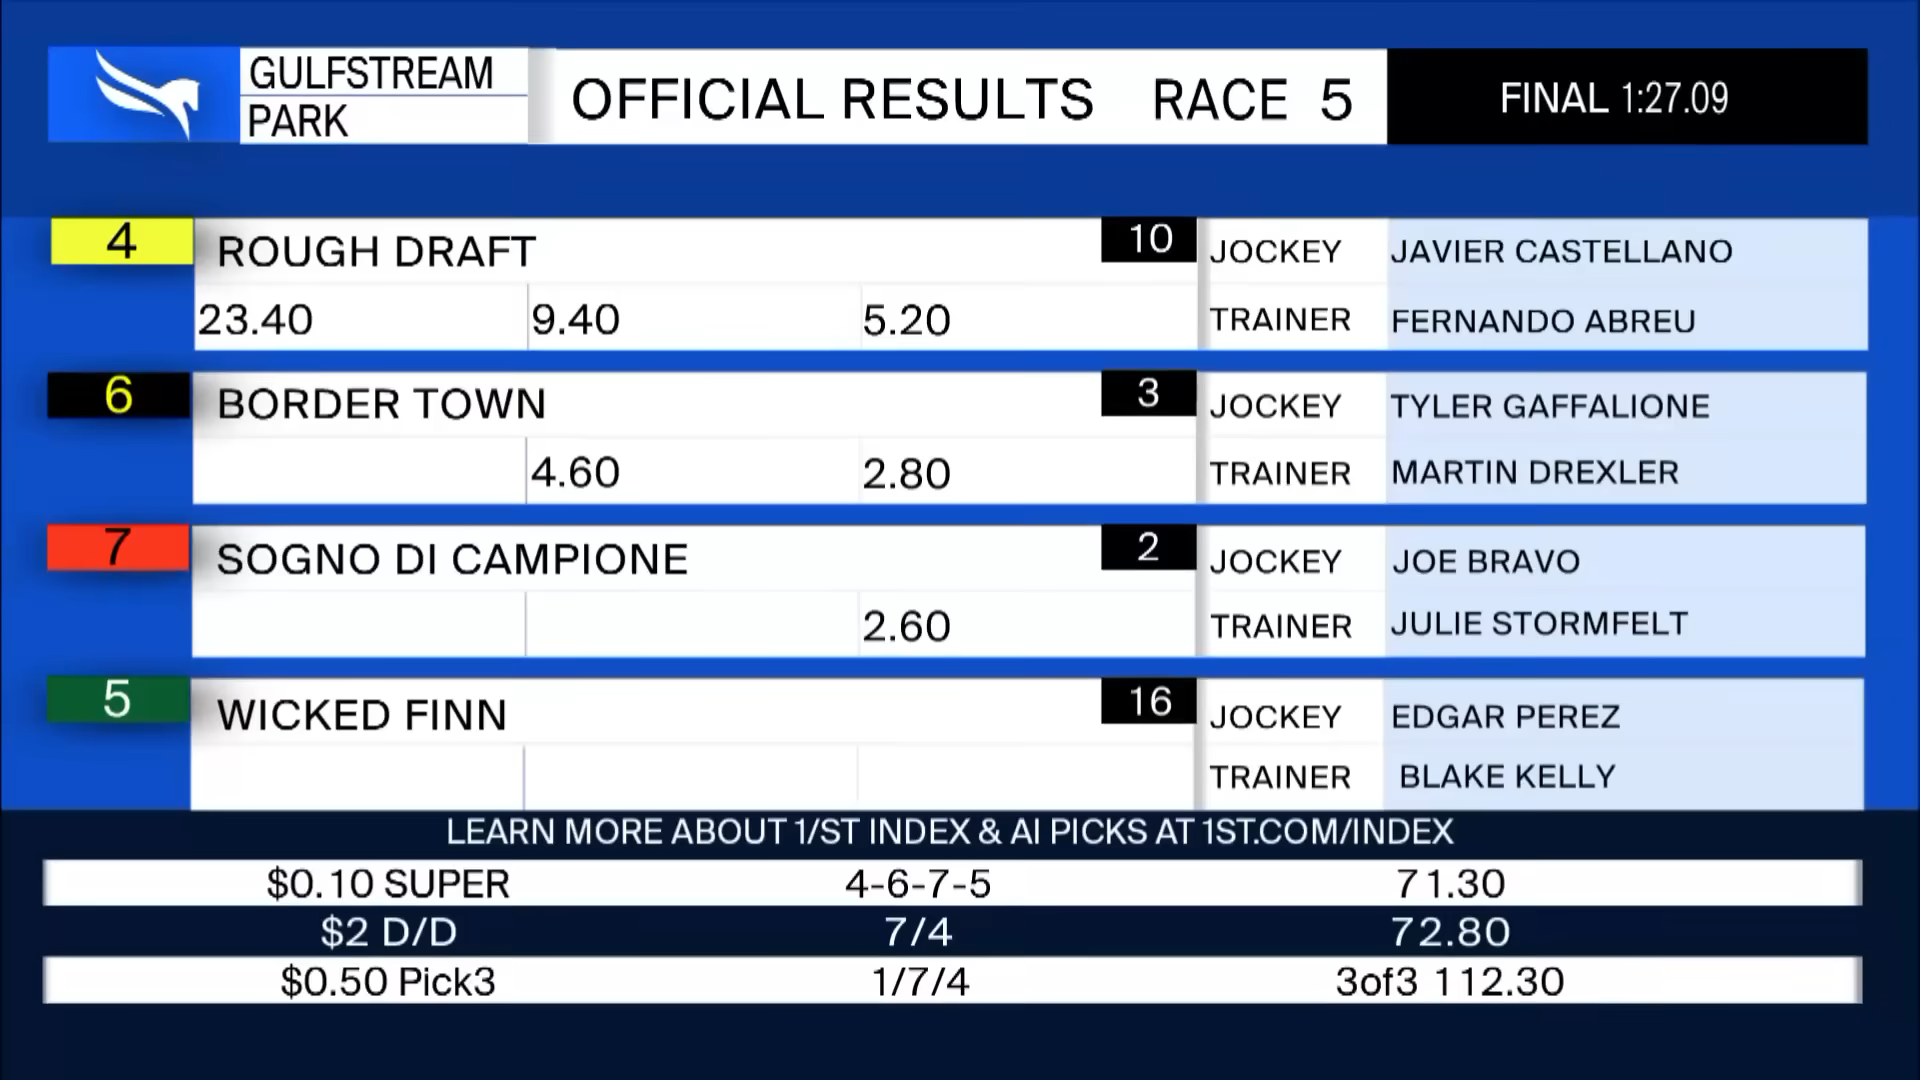 GULFSTREAM
PARK
OFFICIAL RESULTS RACE 5
FINAL 1:27.09
4
ROUGH DRAFT
10
JOCKEY JAVIER CASTELLANO
23.40 9.40 5.20
TRAINER FERNANDO ABREU
6
BORDER TOWN
3
JOCKEY TYLER GAFFALIONE
4.60 2.80
TRAINER MARTIN DREXLER
7
SOGNO DI CAMPIONE
2
JOCKEY JOE BRAVO
2.60
TRAINER JULIE STORMFELT
5
WICKED FINN
16
JOCKEY EDGAR PEREZ
TRAINER BLAKE KELLY
LEARN MORE ABOUT 1/ST INDEX & AI PICKS AT 1ST.COM/INDEX
$0.10 SUPER 4-6-7-5 71.30
$2 D/D 7/4 72.80
$0.50 Pick3 1/7/4 3of3 112.30